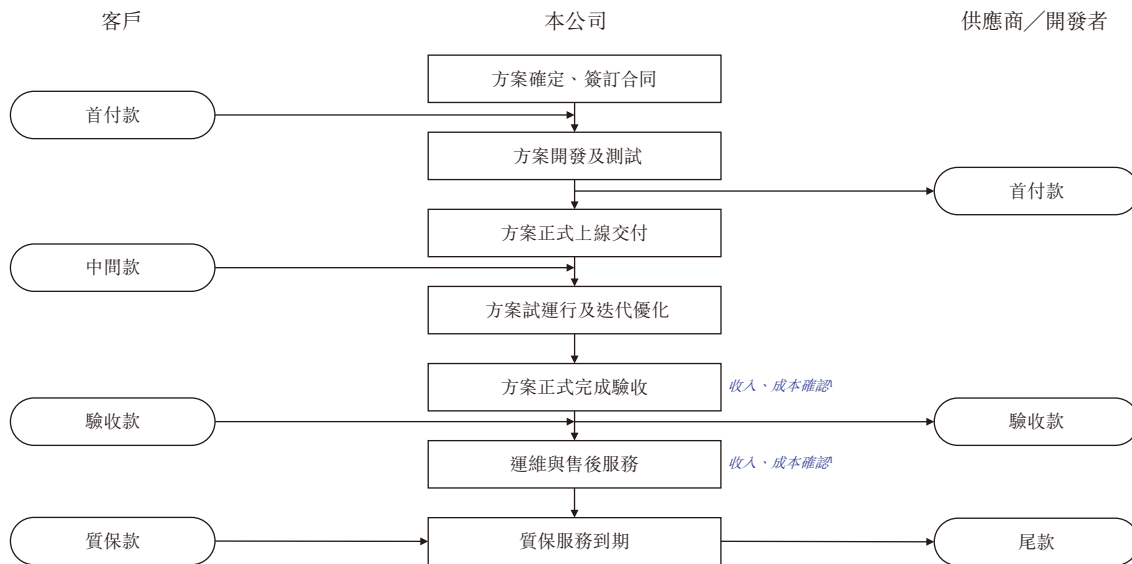 客戶
本公司
供應商／開發者
方案確定、簽訂合同
首付款
方案開發及測試
首付款
方案正式上線交付
中間款
方案試運行及迭代優化
方案正式完成驗收
收入、成本確認¹
驗收款
驗收款
運維與售後服務
收入、成本確認¹
質保款
質保服務到期
尾款